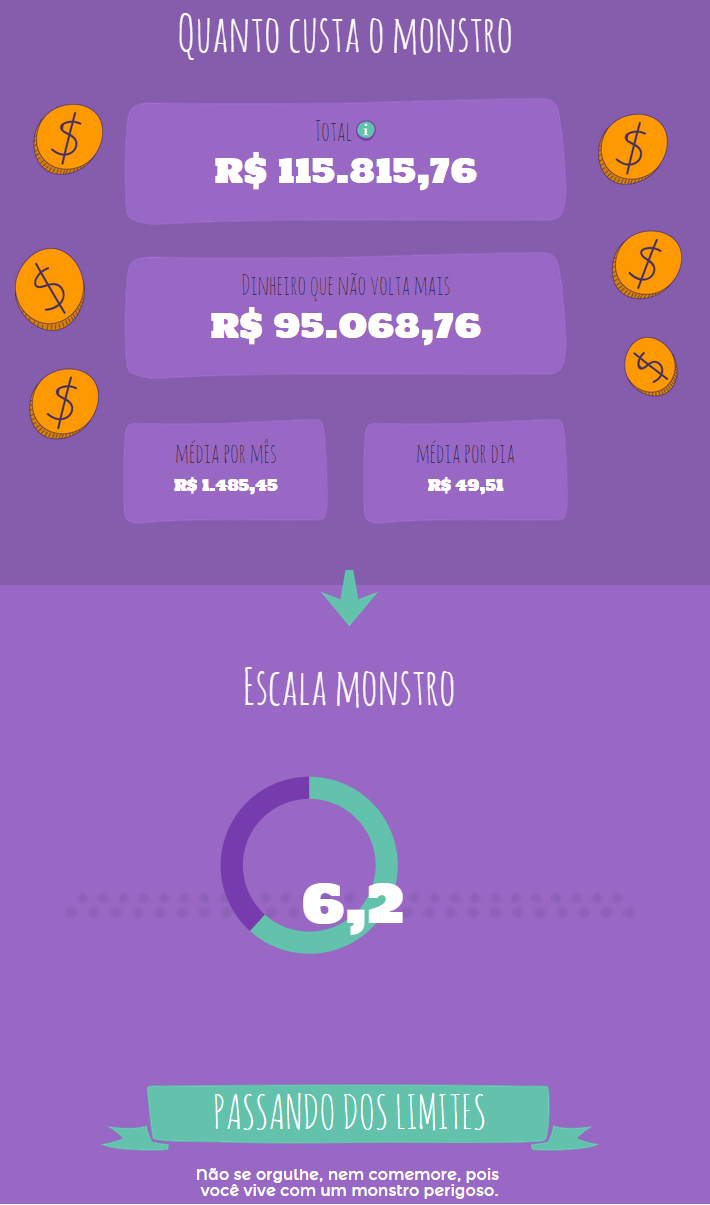 Quanto custa o monstro
Total i
R$ 115.815,76
Dinheiro que não volta mais
R$ 95.068,76
média por mês
R$ 1.485,45
média por dia
R$ 49,51
Escala monstro
6,2
PASSANDO DOS LIMITES
Não se orgulhe, nem comemore, pois
você vive com um monstro perigoso.